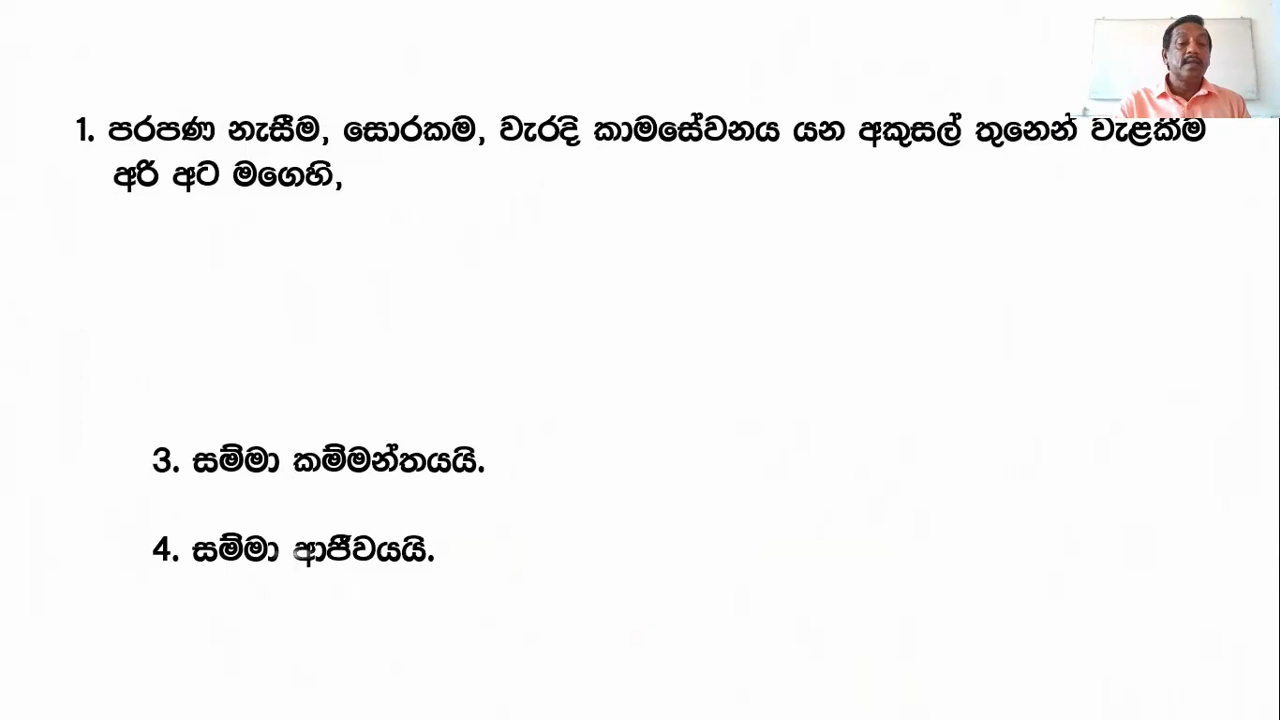 1. පරපණ නැසීම, සොරකම, වැරදි කාමසේවනය යන අකුසල් තුනෙන් වැළක්ම
අරි අට මගෙහි,
3. සම්මා කම්මන්තයයි.
4. සම්මා ආජීවයයි.